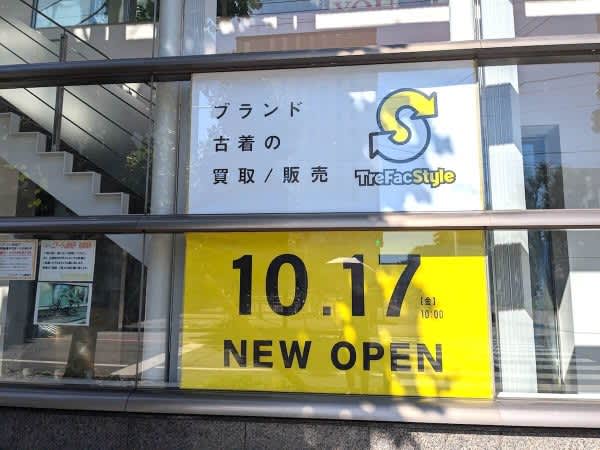 you
ブランド
古着の
買取/販売
TreFacStyle
10.17
[金]
10:00
NEW OPEN